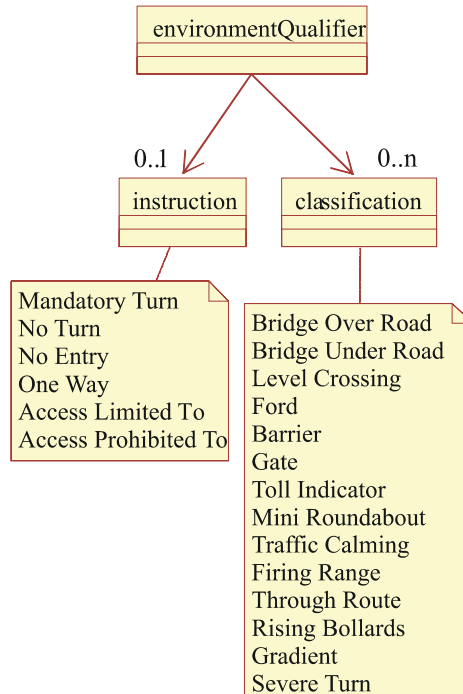 environmentQualifier
0..1
0..n
instruction
classification
Mandatory Turn
No Turn
No Entry
One Way
Access Limited To
Access Prohibited To
Bridge Over Road
Bridge Under Road
Level Crossing
Ford
Barrier
Gate
Toll Indicator
Mini Roundabout
Traffic Calming
Firing Range
Through Route
Rising Bollards
Gradient
Severe Turn